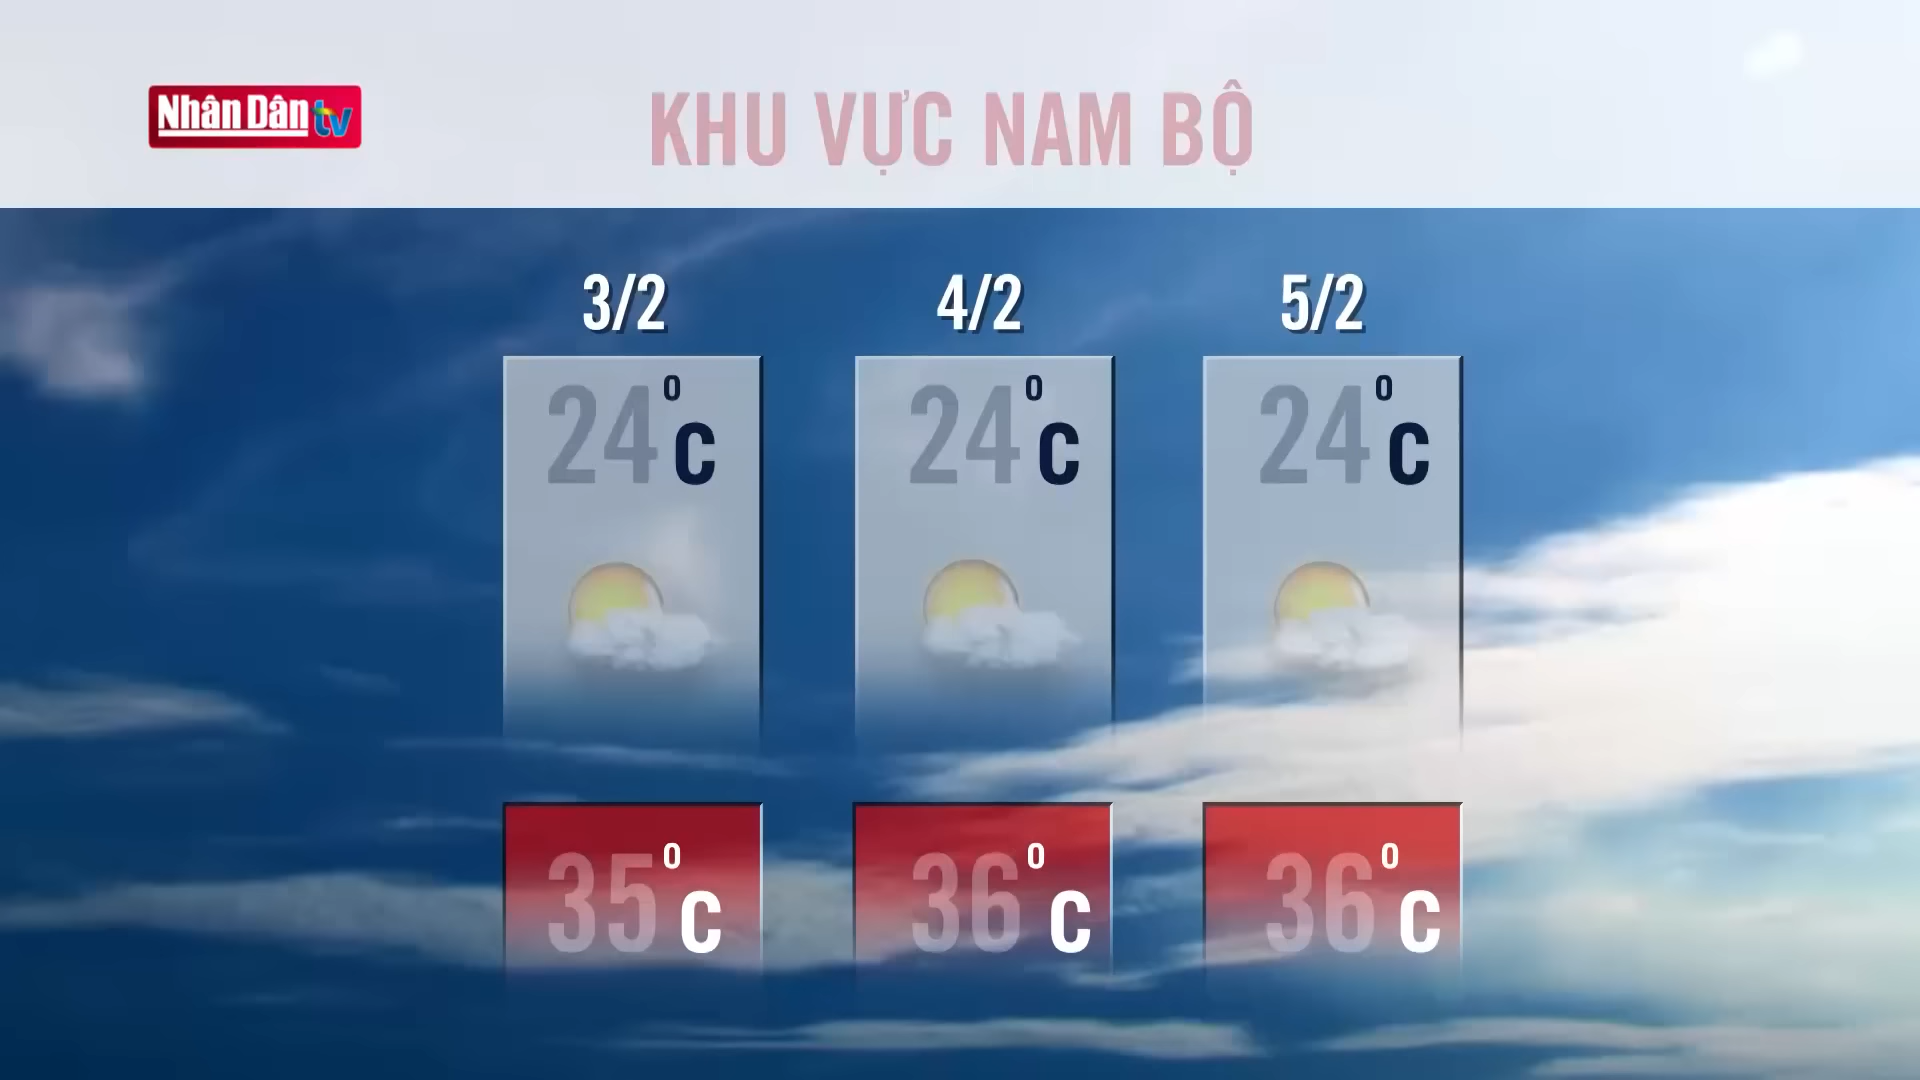 Nhân Dân tv
KHU VỰC NAM BỘ
3/2 4/2 5/2
24°C 24°C 24°C
35°C 36°C 36°C